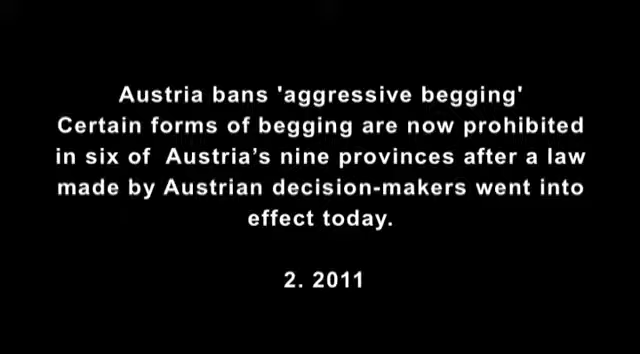 Austria bans 'aggressive begging'
Certain forms of begging are now prohibited
in six of  Austria’s nine provinces after a law
made by Austrian decision-makers went into
effect today.
2. 2011